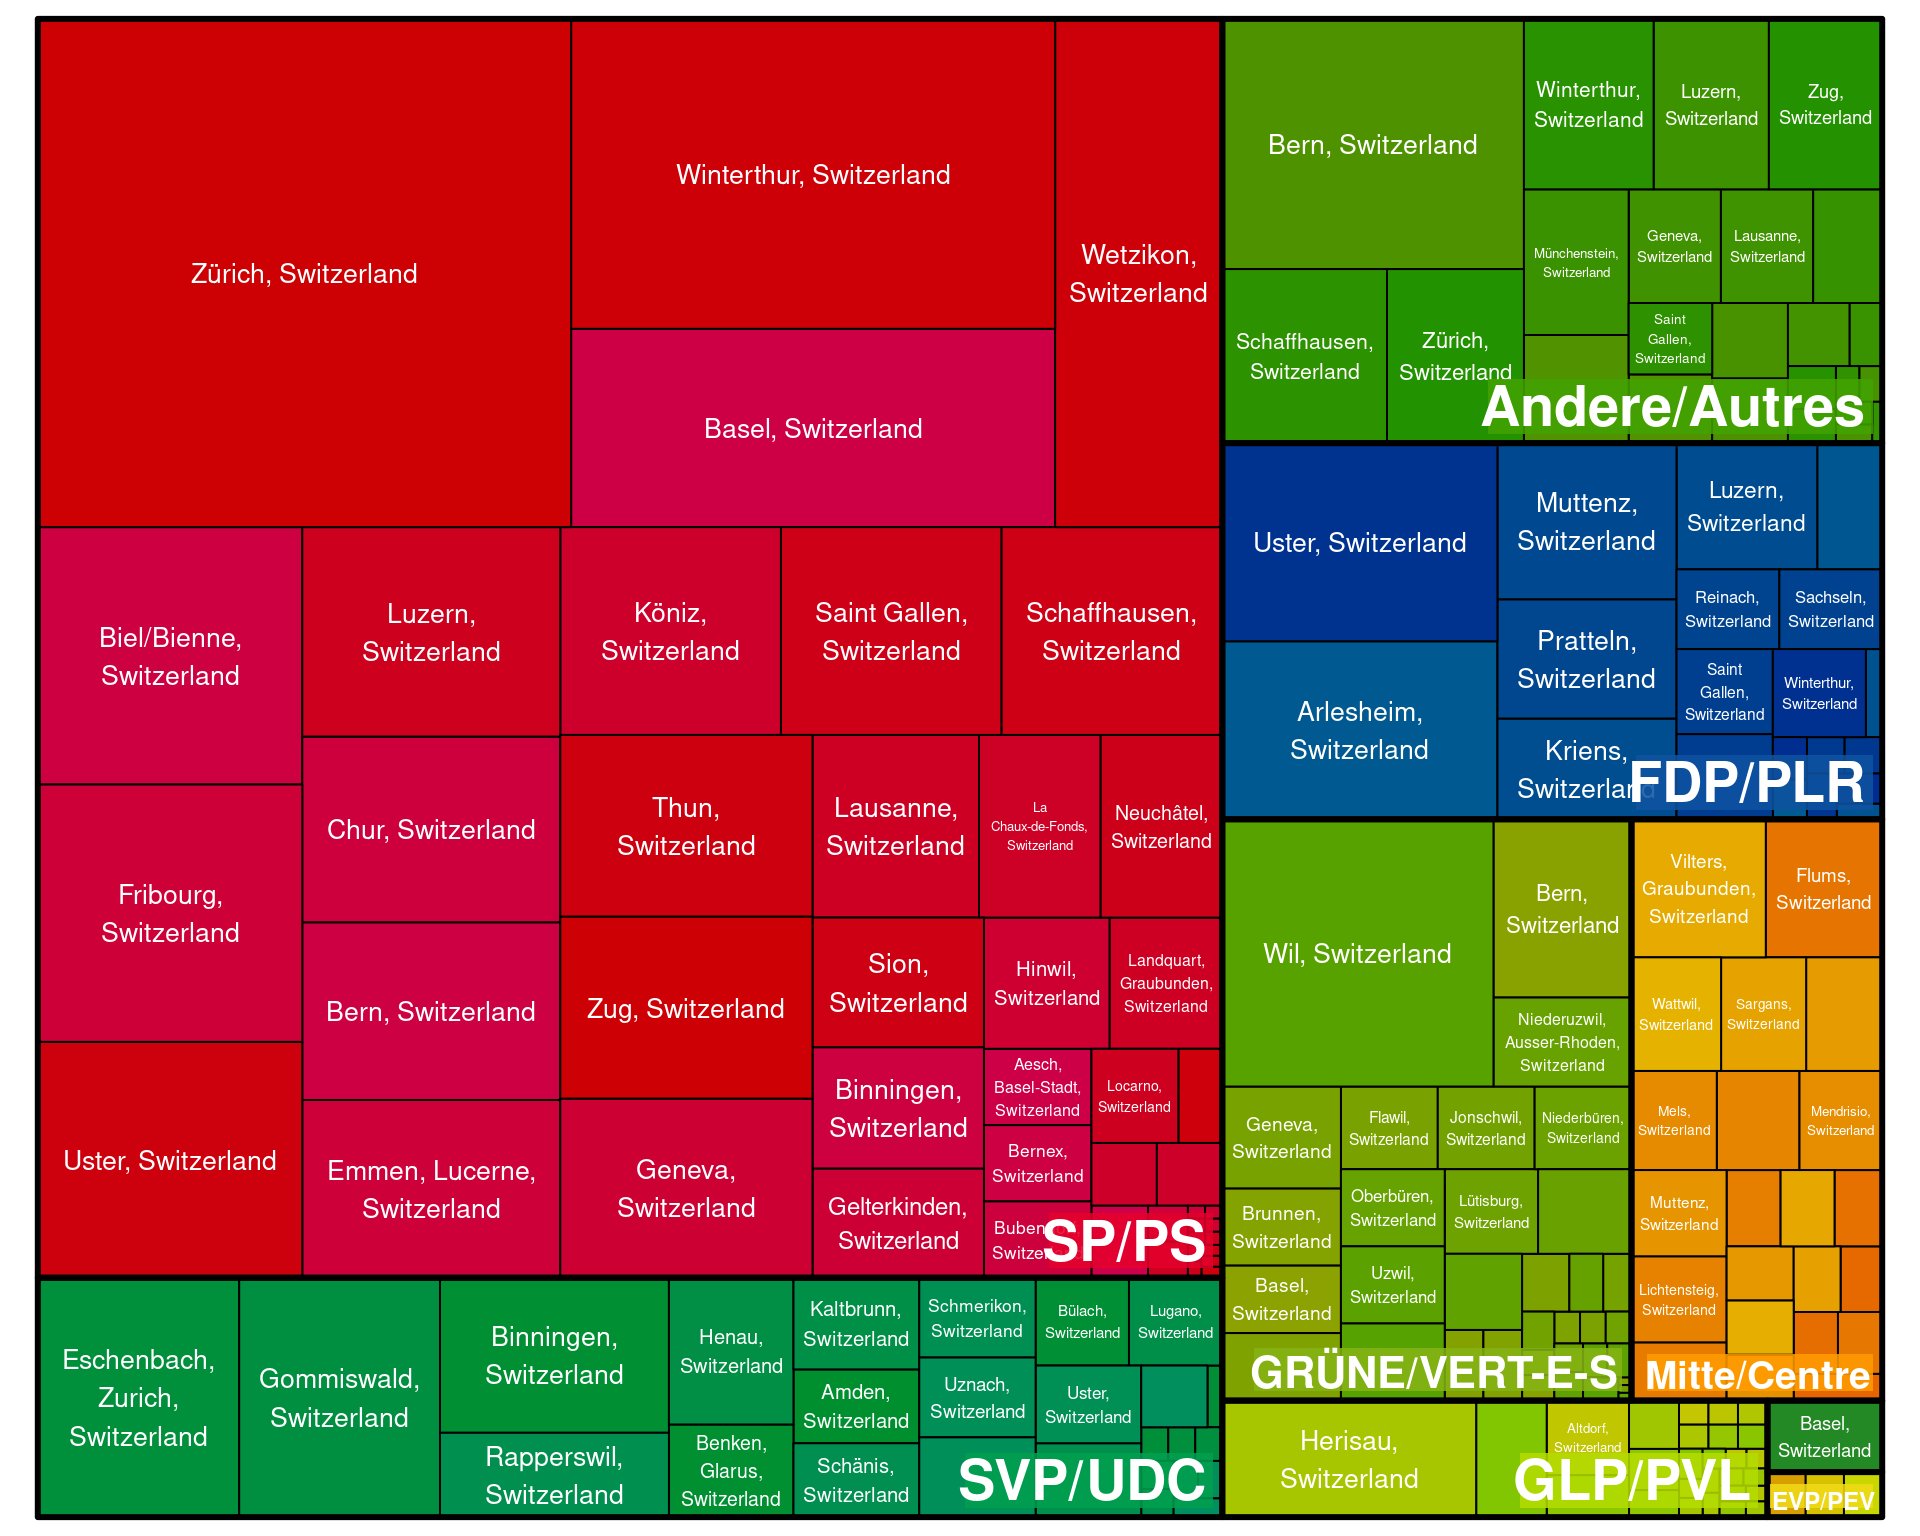 Zürich, Switzerland
Winterthur, Switzerland
Basel, Switzerland
Wetzikon,
Switzerland
Biel/Bienne,
Switzerland
Fribourg,
Switzerland
Uster, Switzerland
Luzern,
Switzerland
Chur, Switzerland
Bern, Switzerland
Emmen, Lucerne,
Switzerland
Köniz,
Switzerland
Saint Gallen,
Switzerland
Schaffhausen,
Switzerland
Thun,
Switzerland
Zug, Switzerland
Geneva,
Switzerland
Lausanne,
Switzerland
La
Chaux-de-Fonds,
Switzerland
Neuchâtel,
Switzerland
Sion,
Switzerland
Binningen,
Switzerland
Gelterkinden,
Switzerland
Hinwil,
Switzerland
Landquart,
Graubunden,
Switzerland
Aesch,
Basel-Stadt,
Switzerland
Bernex,
Switzerland
Locarno,
Switzerland
SP/PS
Eschenbach,
Zurich,
Switzerland
Gommiswald,
Switzerland
Binningen,
Switzerland
Rapperswil,
Switzerland
Henau,
Switzerland
Benken,
Glarus,
Switzerland
Kaltbrunn,
Switzerland
Amden,
Switzerland
Schänis,
Switzerland
Schmerikon,
Switzerland
Uznach,
Switzerland
Bülach,
Switzerland
Lugano,
Switzerland
Uster,
Switzerland
SVP/UDC
Bern, Switzerland
Schaffhausen,
Switzerland
Zürich,
Switzerland
Winterthur,
Switzerland
Luzern,
Switzerland
Zug,
Switzerland
Münchenstein,
Switzerland
Geneva,
Switzerland
Lausanne,
Switzerland
Saint
Gallen,
Switzerland
Andere/Autres
Uster, Switzerland
Arlesheim,
Switzerland
Muttenz,
Switzerland
Pratteln,
Switzerland
Kriens,
Switzerland
Luzern,
Switzerland
Reinach,
Switzerland
Sachseln,
Switzerland
Saint
Gallen,
Switzerland
Winterthur,
Switzerland
FDP/PLR
Wil, Switzerland
Bern,
Switzerland
Niederuzwil,
Ausser-Rhoden,
Switzerland
Geneva,
Switzerland
Brunnen,
Switzerland
Basel,
Switzerland
Flawil,
Switzerland
Jonschwil,
Switzerland
Niederbüren,
Switzerland
Oberbüren,
Switzerland
Lütisburg,
Switzerland
Uzwil,
Switzerland
GRÜNE/VERT-E-S
Vilters,
Graubunden,
Switzerland
Flums,
Switzerland
Wattwil,
Switzerland
Sargans,
Switzerland
Mels,
Switzerland
Mendrisio,
Switzerland
Muttenz,
Switzerland
Lichtensteig,
Switzerland
Mitte/Centre
Herisau,
Switzerland
Altdorf,
Switzerland
GLP/PVL
Basel,
Switzerland
EVP/PEV